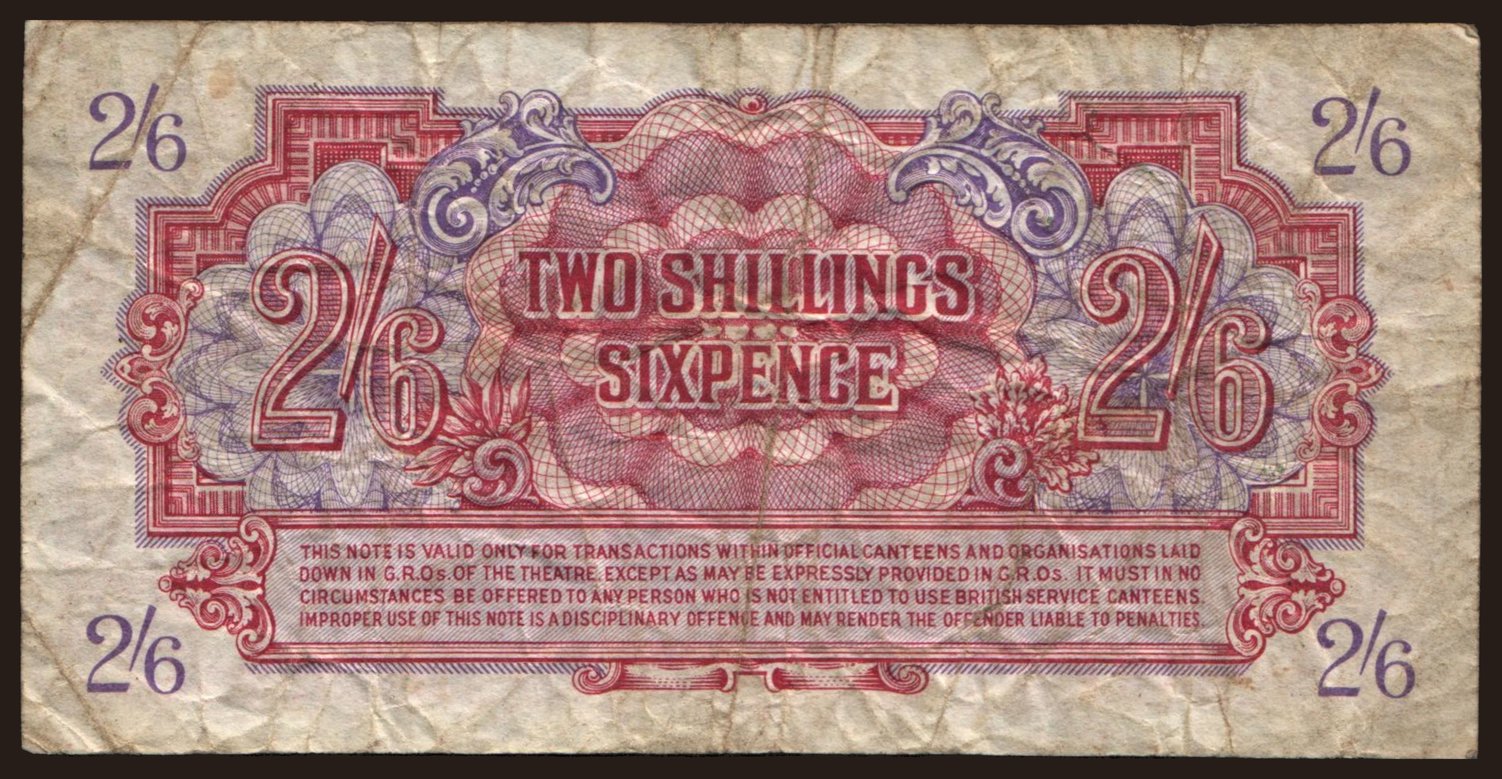 2/6 2/6
TWO SHILLINGS
2/6 2/6
SIXPENCE
THIS NOTE IS VALID ONLY FOR TRANSACTIONS WITHIN OFFICIAL CANTEENS AND ORGANISATIONS LAID
DOWN IN G.R.Os. OF THE THEATRE. EXCEPT AS MAY BE EXPRESSLY PROVIDED IN G.R.Os. IT MUST IN NO
CIRCUMSTANCES BE OFFERED TO ANY PERSON WHO IS NOT ENTITLED TO USE BRITISH SERVICE CANTEENS.
IMPROPER USE OF THIS NOTE IS A DISCIPLINARY OFFENCE AND MAY RENDER THE OFFENDER LIABLE TO PENALTIES.
2/6 2/6